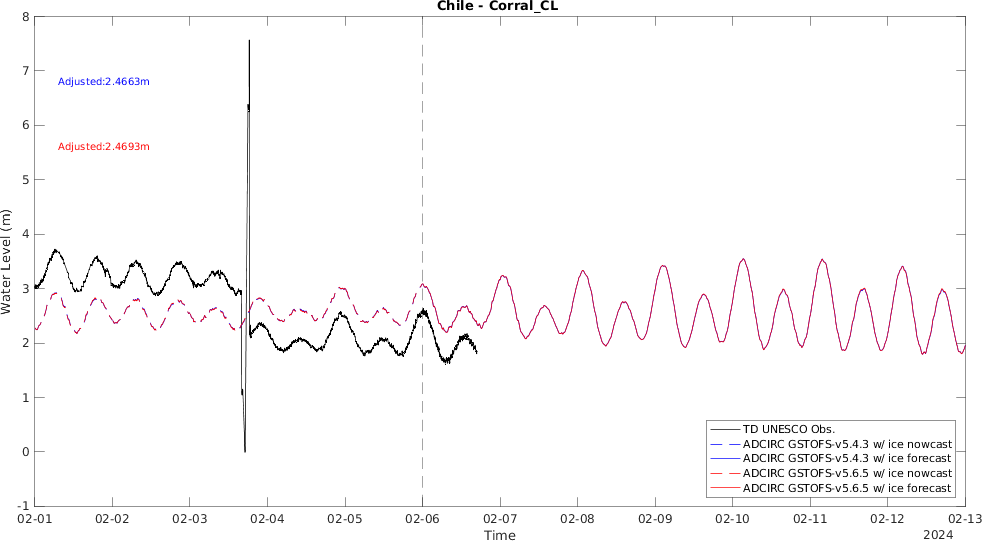 Chile - Corral_CL
8
7
6
5
4
3
2
1
0
-1
Water Level (m)
Adjusted:2.4663m
Adjusted:2.4693m
TD UNESCO Obs.
ADCIRC GSTOFS-v5.4.3 w/ ice nowcast
ADCIRC GSTOFS-v5.4.3 w/ ice forecast
ADCIRC GSTOFS-v5.6.5 w/ ice nowcast
ADCIRC GSTOFS-v5.6.5 w/ ice forecast
02-01 02-02 02-03 02-04 02-05 02-06 02-07 02-08 02-09 02-10 02-11 02-12 02-13
Time
2024